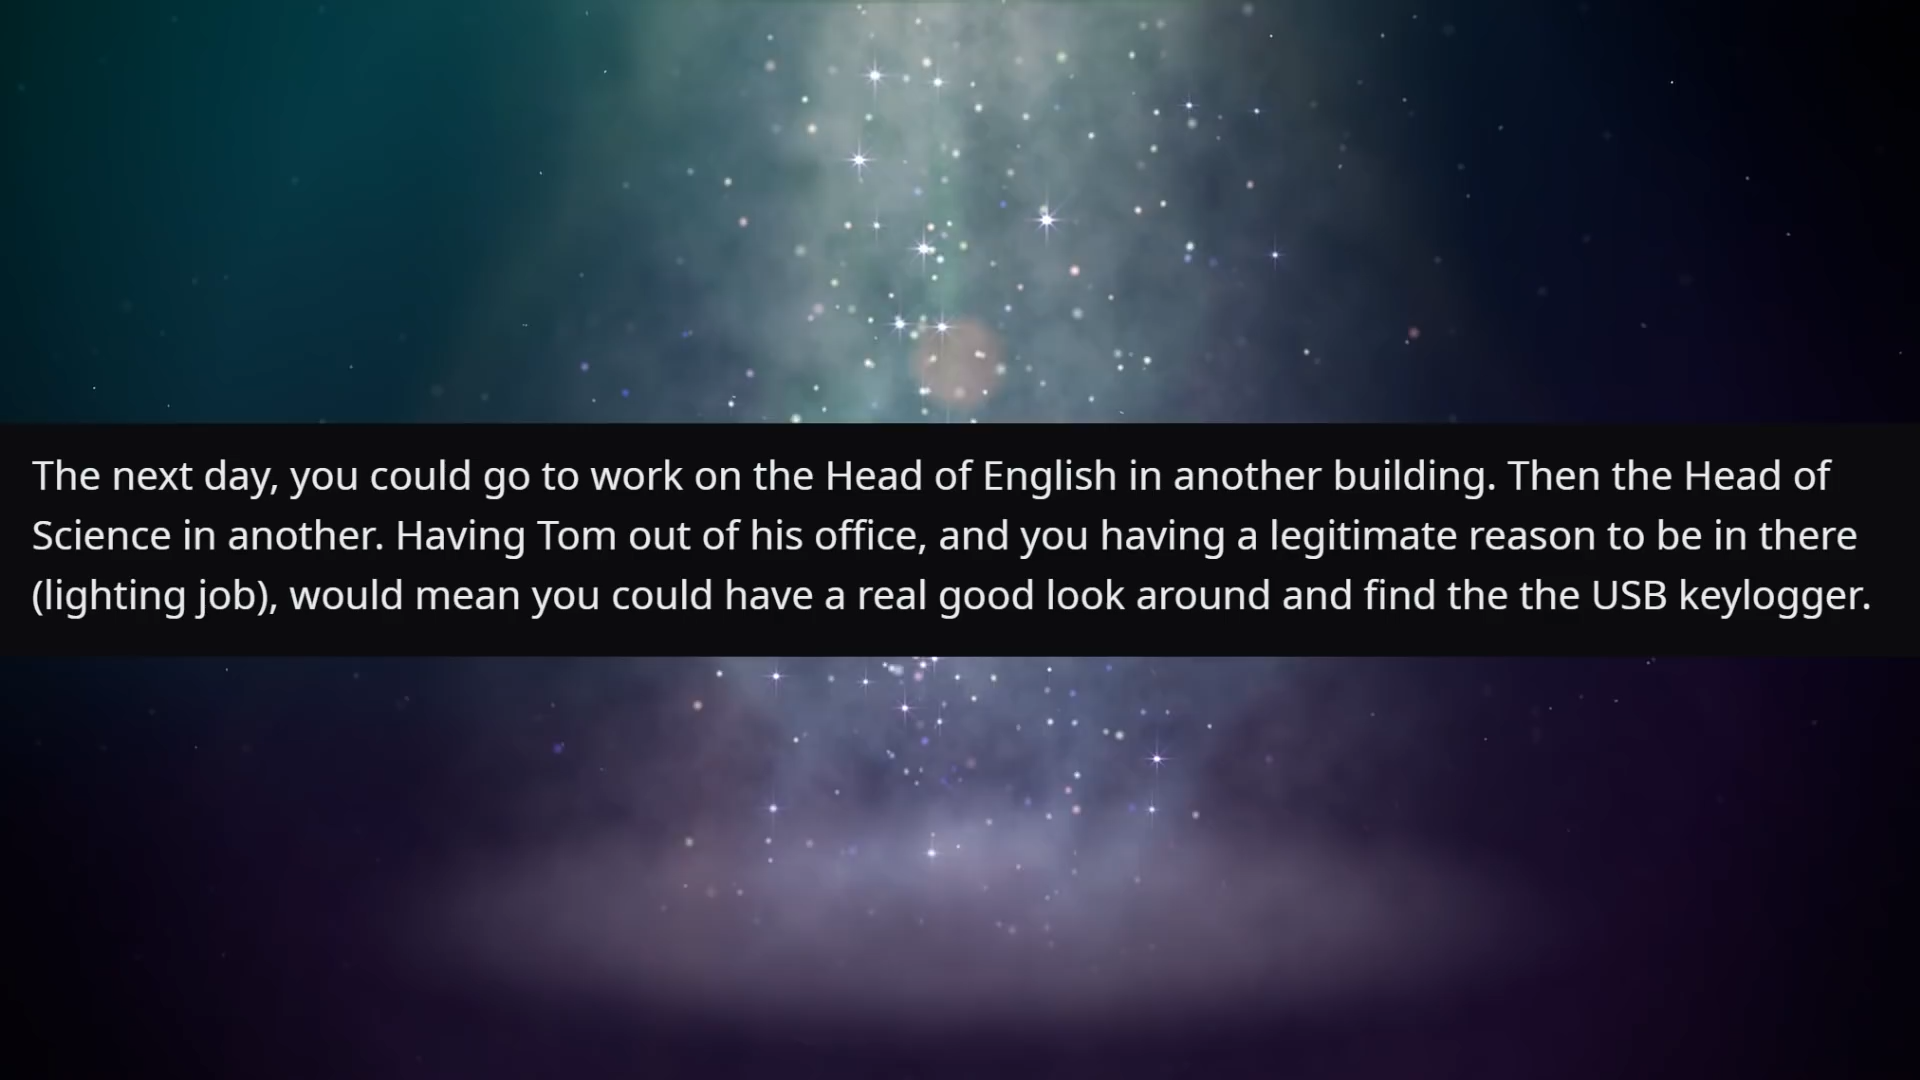 The next day, you could go to work on the Head of English in another building. Then the Head of
Science in another. Having Tom out of his office, and you having a legitimate reason to be in there
(lighting job), would mean you could have a real good look around and find the the USB keylogger.